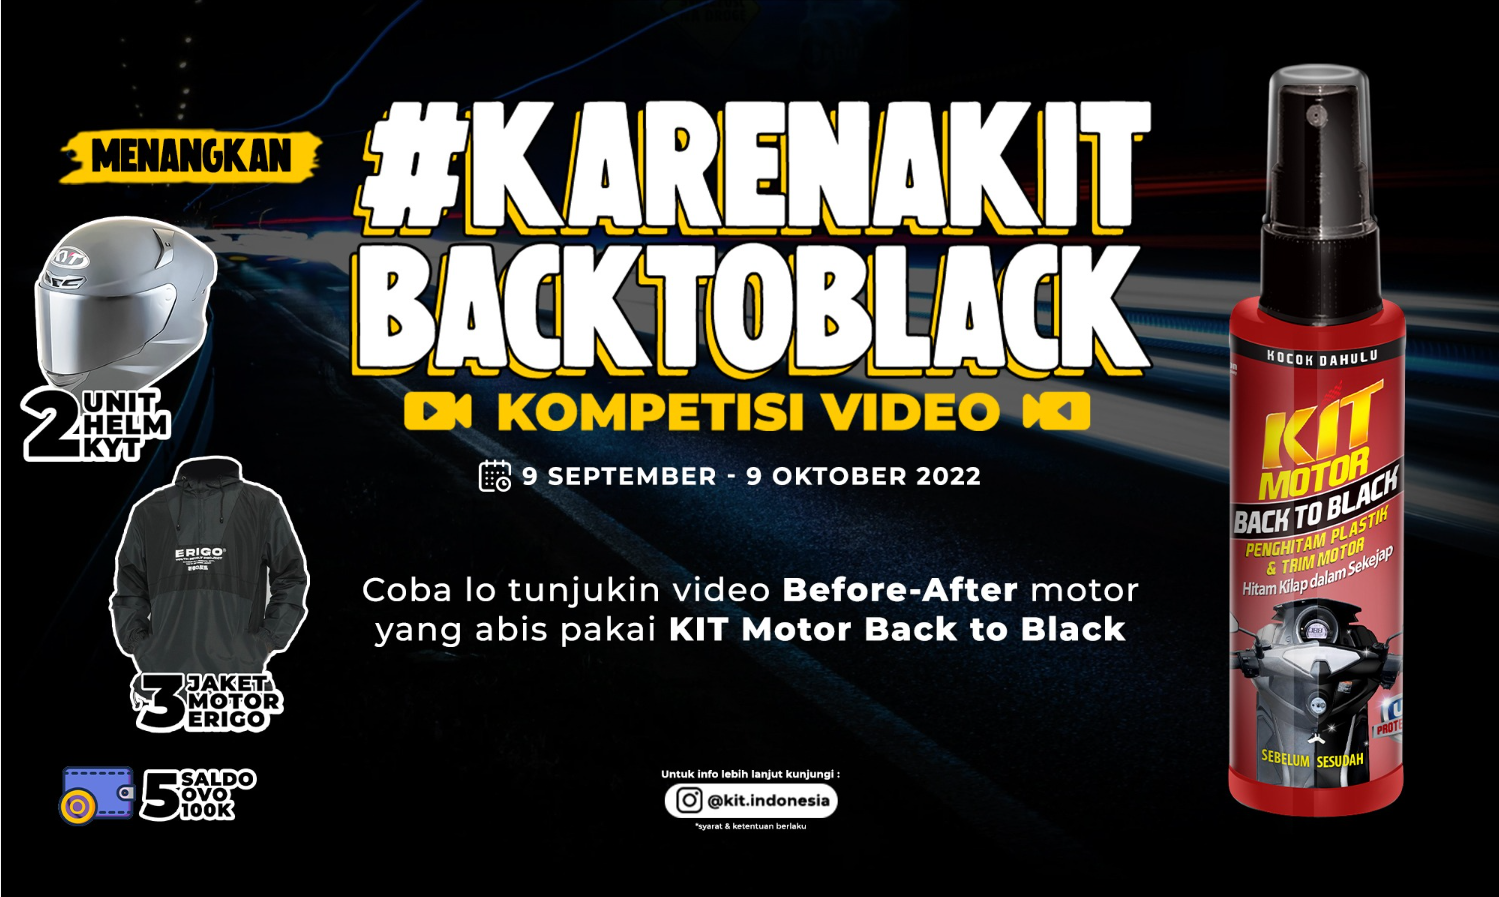 MENANGKAN
#KARENAKIT
BACKTOBLACK
KOMPETISI VIDEO
9 SEPTEMBER - 9 OKTOBER 2022
Coba lo tunjukin video Before-After motor
yang abis pakai KIT Motor Back to Black
KYT
2 UNIT
HELM
KYT
ERIGO
3 JAKET
MOTOR
ERIGO
5 SALDO
OVO
100K
Untuk info lebih lanjut kunjungi :
@kit.indonesia
*syarat & ketentuan berlaku
KOCOK DAHULU
KIT
MOTOR
BACK TO BLACK
PENGHITAM PLASTIK
& TRIM MOTOR
Hitam Kilap dalam Sekejap
SEBELUM SESUDAH